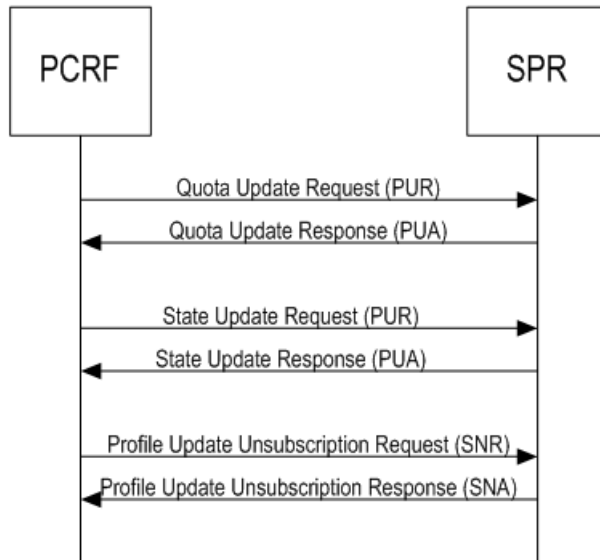 PCRF
SPR
Quota Update Request (PUR)
Quota Update Response (PUA)
State Update Request (PUR)
State Update Response (PUA)
Profile Update Unsubscription Request (SNR)
Profile Update Unsubscription Response (SNA)